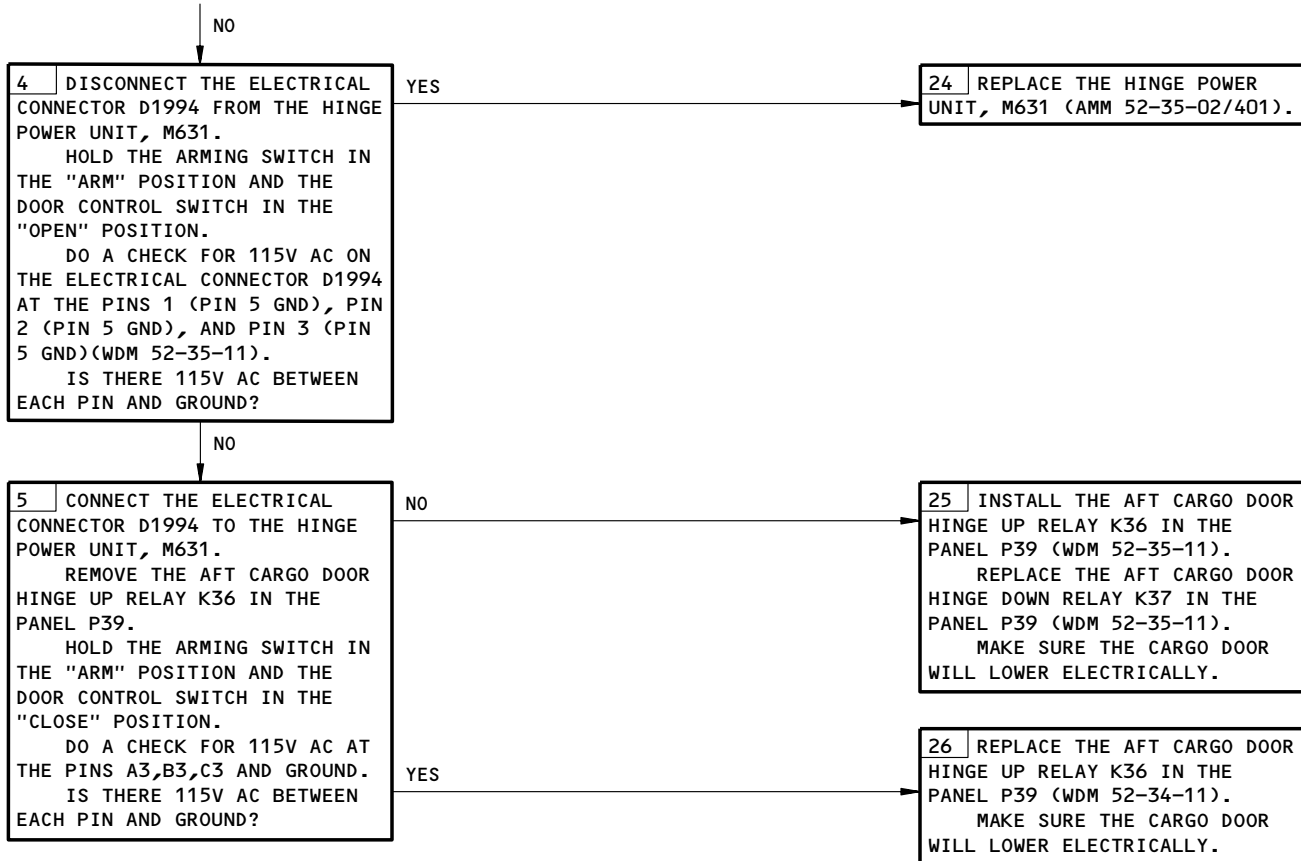 NO
4 DISCONNECT THE ELECTRICAL
CONNECTOR D1994 FROM THE HINGE
POWER UNIT, M631.
HOLD THE ARMING SWITCH IN
THE "ARM" POSITION AND THE
DOOR CONTROL SWITCH IN THE
"OPEN" POSITION.
DO A CHECK FOR 115V AC ON
THE ELECTRICAL CONNECTOR D1994
AT THE PINS 1 (PIN 5 GND), PIN
2 (PIN 5 GND), AND PIN 3 (PIN
5 GND)(WDM 52-35-11).
IS THERE 115V AC BETWEEN
EACH PIN AND GROUND?
YES
24 REPLACE THE HINGE POWER
UNIT, M631 (AMM 52-35-02/401).
NO
5 CONNECT THE ELECTRICAL
CONNECTOR D1994 TO THE HINGE
POWER UNIT, M631.
REMOVE THE AFT CARGO DOOR
HINGE UP RELAY K36 IN THE
PANEL P39.
HOLD THE ARMING SWITCH IN
THE "ARM" POSITION AND THE
DOOR CONTROL SWITCH IN THE
"CLOSE" POSITION.
DO A CHECK FOR 115V AC AT
THE PINS A3,B3,C3 AND GROUND.
IS THERE 115V AC BETWEEN
EACH PIN AND GROUND?
NO
25 INSTALL THE AFT CARGO DOOR
HINGE UP RELAY K36 IN THE
PANEL P39 (WDM 52-35-11).
REPLACE THE AFT CARGO DOOR
HINGE DOWN RELAY K37 IN THE
PANEL P39 (WDM 52-35-11).
MAKE SURE THE CARGO DOOR
WILL LOWER ELECTRICALLY.
YES
26 REPLACE THE AFT CARGO DOOR
HINGE UP RELAY K36 IN THE
PANEL P39 (WDM 52-34-11).
MAKE SURE THE CARGO DOOR
WILL LOWER ELECTRICALLY.